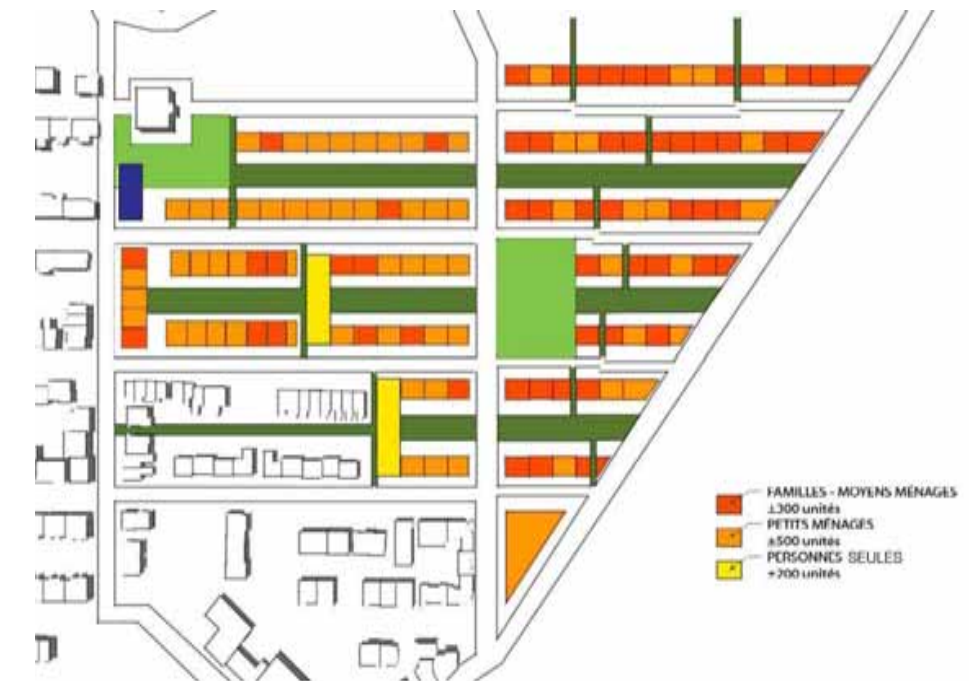 FAMILLES - MOYENS MÉNAGES
±300 unités
PETITS MÉNAGES
±500 unités
PERSONNES SEULES
±200 unités